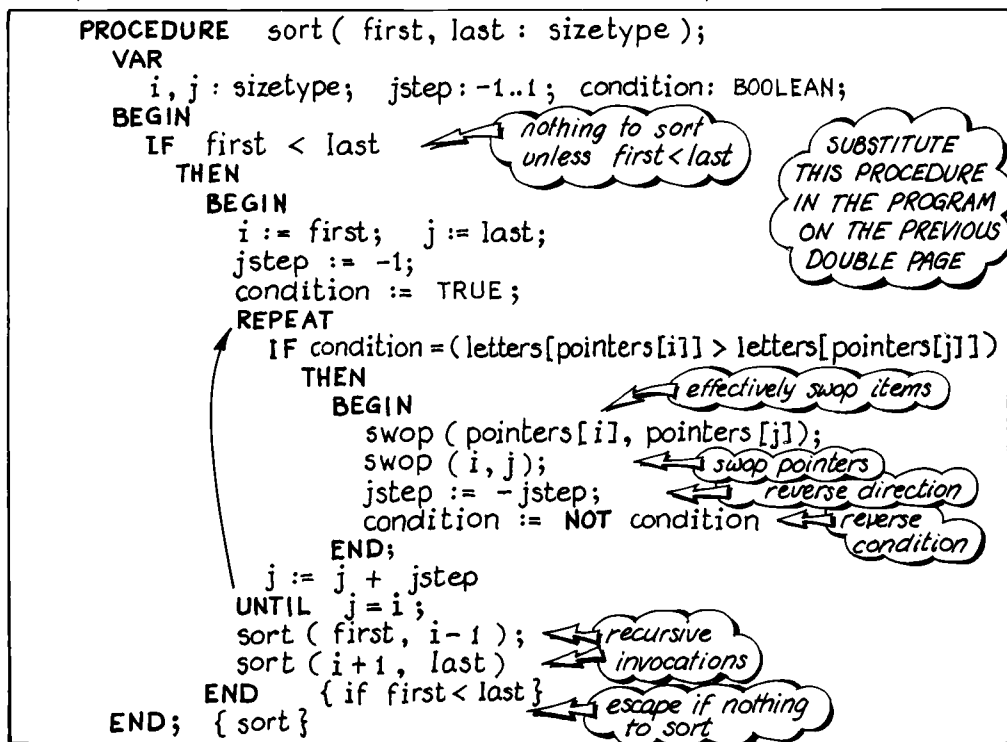 PROCEDURE sort ( first, last : sizetype );
VAR
i, j : sizetype; jstep: -1..1; condition: BOOLEAN;
BEGIN
IF first < last
nothing to sort
unless first<last
THEN
BEGIN
SUBSTITUTE
THIS PROCEDURE
IN THE PROGRAM
ON THE PREVIOUS
DOUBLE PAGE
i := first; j := last;
jstep := -1;
condition := TRUE;
REPEAT
IF condition = (letters[pointers[i]] > letters[pointers[j]])
THEN
effectively swop items
BEGIN
swop ( pointers[i], pointers[j]);
swop ( i, j );
swop pointers
jstep := - jstep;
reverse direction
condition := NOT condition
reverse
condition
END;
j := j + jstep
UNTIL j = i ;
sort ( first, i-1 );
sort ( i+1, last )
recursive
invocations
END { if first < last }
escape if nothing
to sort
END; { sort }